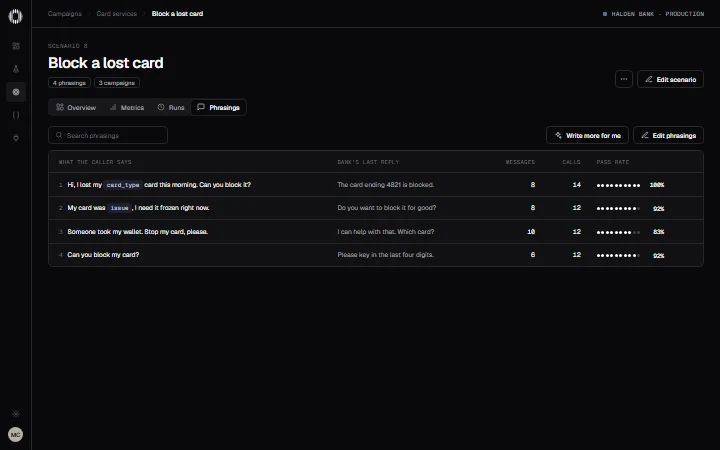 Campaigns / Card services / Block a lost card
HALDEN BANK · PRODUCTION
SCENARIO 8
Block a lost card
4 phrasings 3 campaigns
Edit scenario
Overview Metrics Runs Phrasings
Search phrasings
Write more for me Edit phrasings
WHAT THE CALLER SAYS BANK'S LAST REPLY MESSAGES CALLS PASS RATE
1 Hi, I lost my card_type card this morning. Can you block it? The card ending 4821 is blocked. 8 14 100%
2 My card was issue , I need it frozen right now. Do you want to block it for good? 8 12 92%
3 Someone took my wallet. Stop my card, please. I can help with that. Which card? 10 12 83%
4 Can you block my card? Please key in the last four digits. 6 12 92%
MC